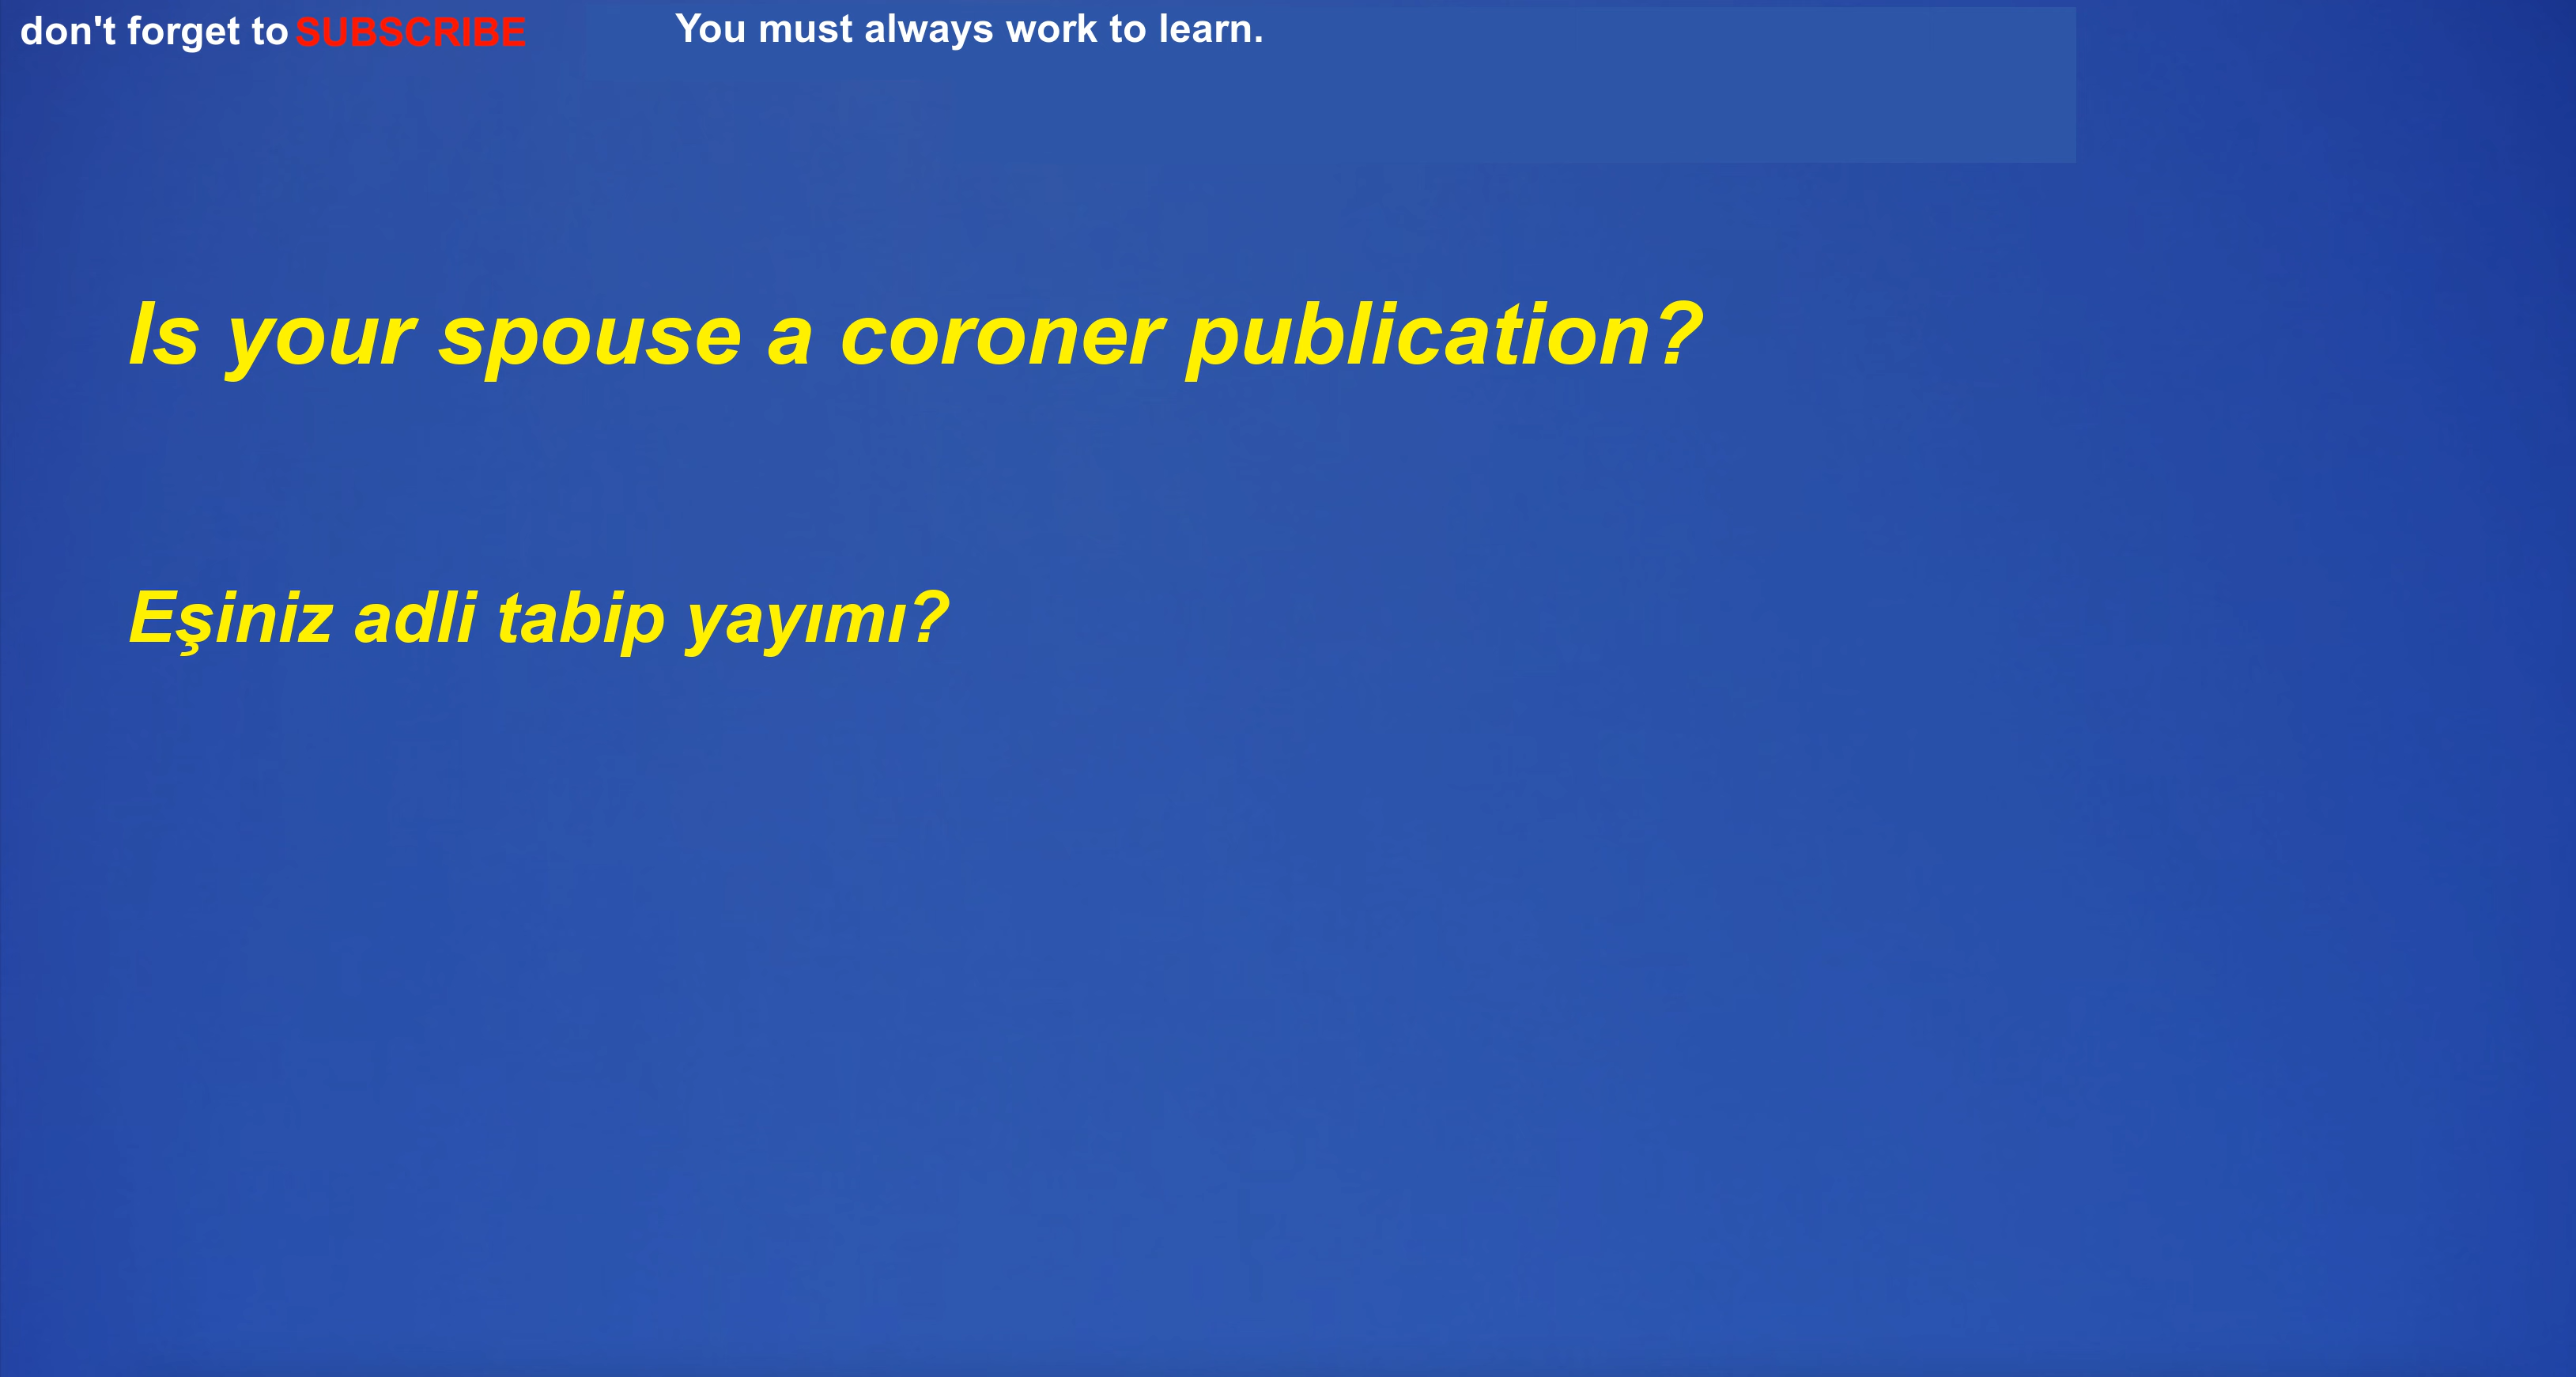 don't forget to SUBSCRIBE
You must always work to learn.
Is your spouse a coroner publication?
Eşiniz adli tabip yayımı?